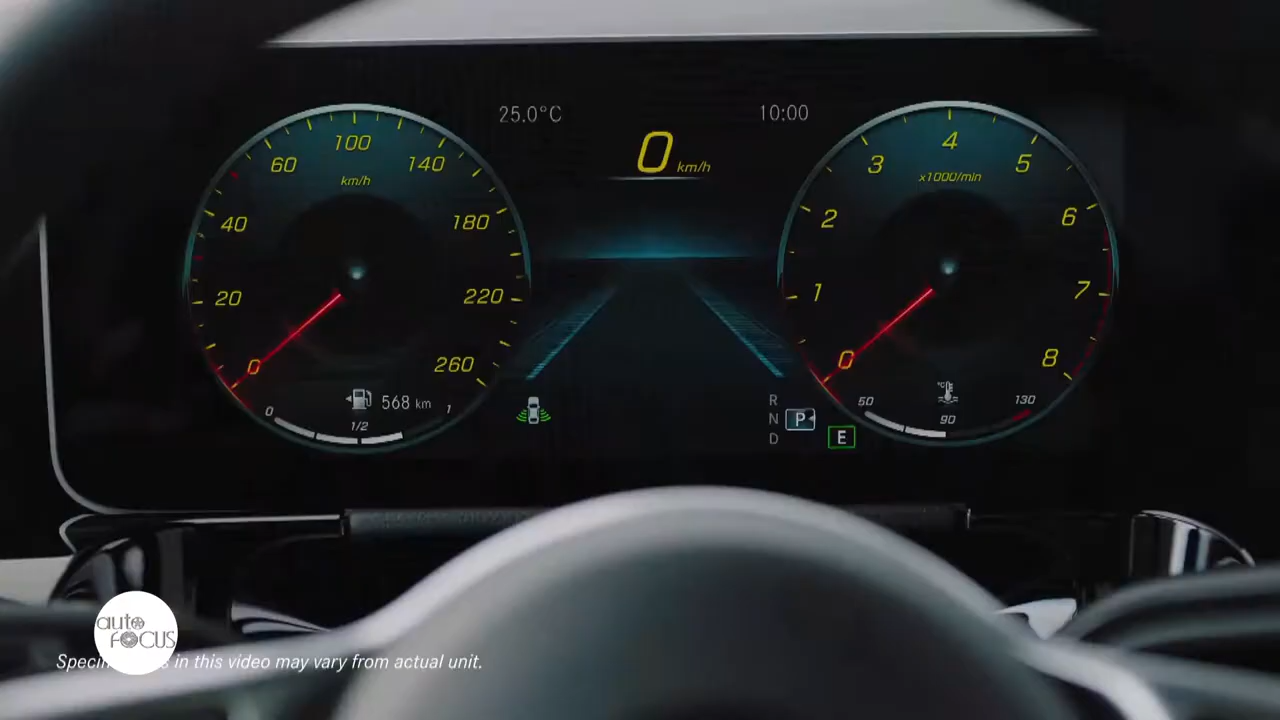 25.0°C
10:00
0 km/h
100
60
140
km/h
40
180
20
220
0
260
568 km
0
1/2
1
4
3
5
x1000/min
2
6
1
7
0
8
R
N
P
D
E
°C
50
90
130
auto
FOCUS
in this video may vary from actual unit.